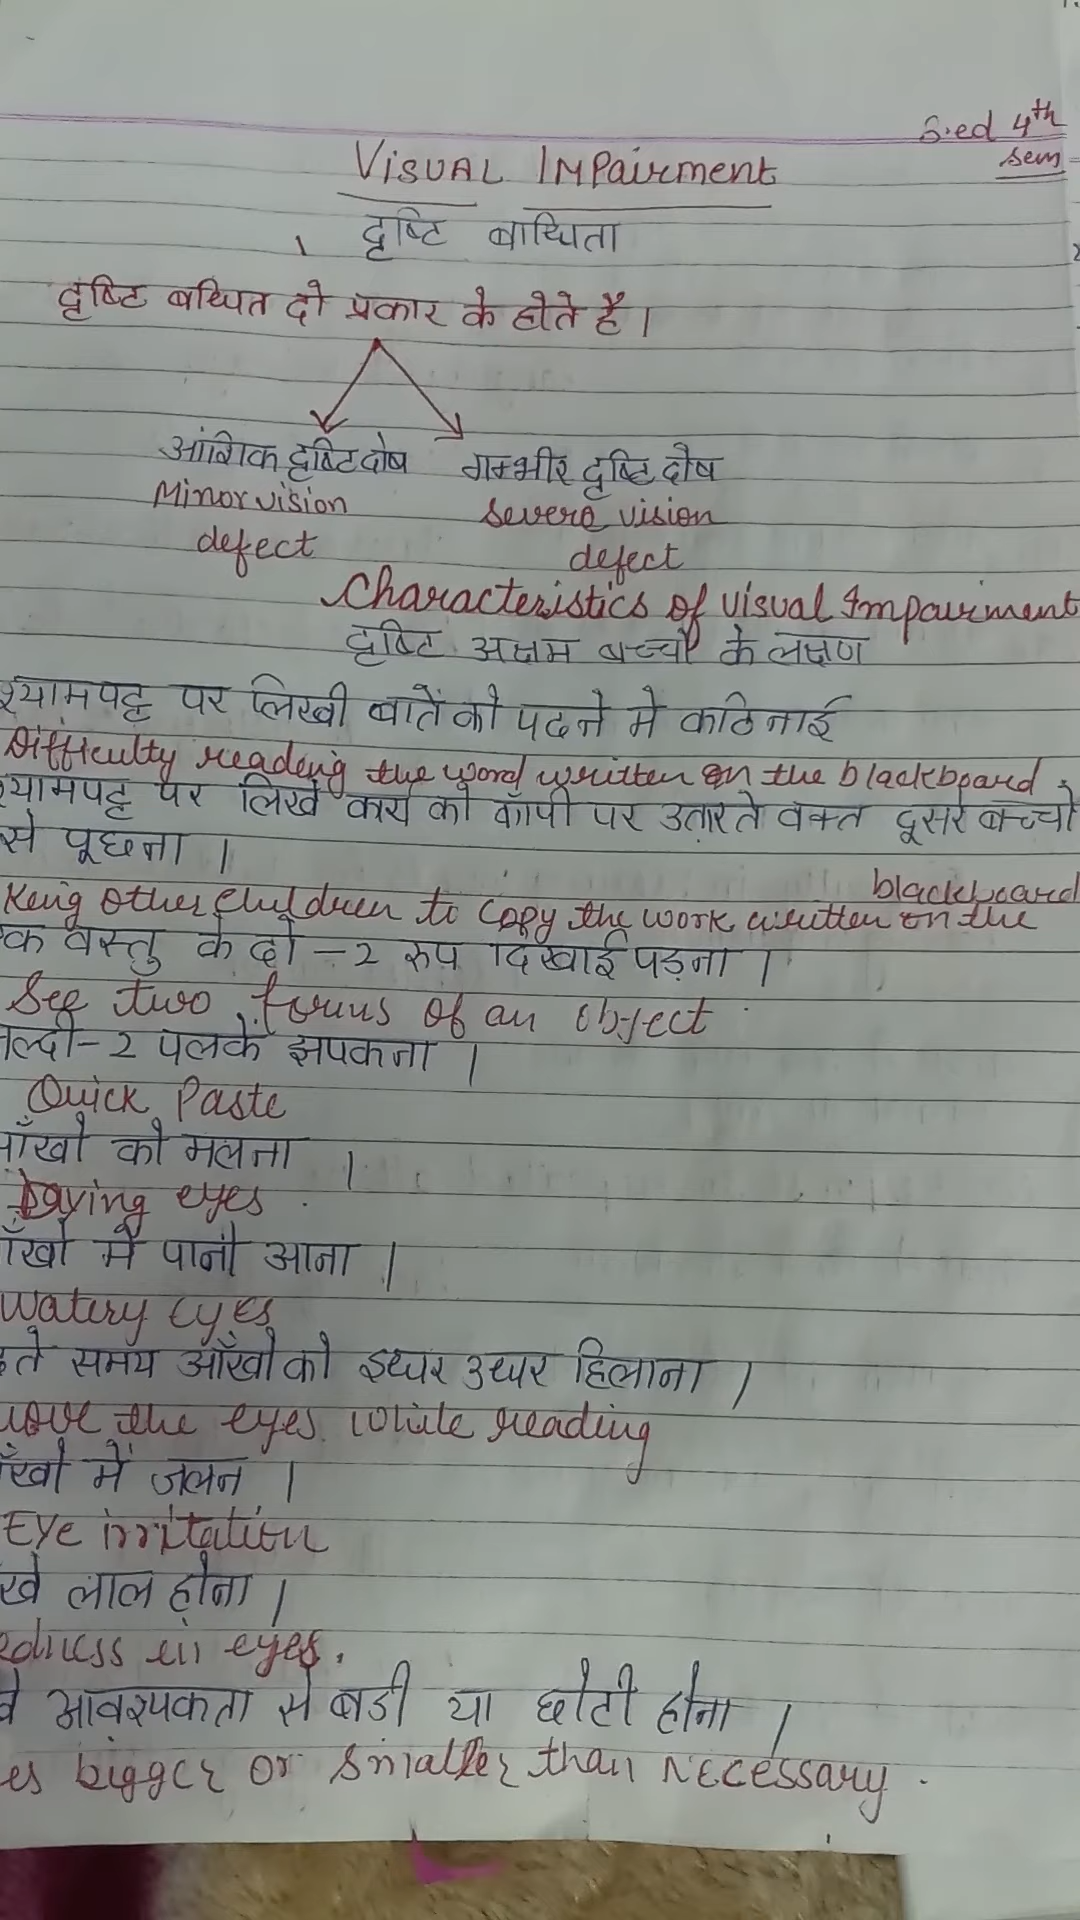 B.ed 4th
sem
Visual Impairment
दृष्टि बाधिता
दृष्टि बधित दो प्रकार के होते है।
आंशिक दृष्टि दोष गम्भीर दृष्टि दोष
Minor vision severe vision
defect defect
Characteristics of visual Impairment
दृष्टि अक्षम बच्चों के लक्षण
श्यामपट्ट पर लिखी बातें को पढने मे कठिनाई
Difficulty reading the word written on the blackboard.
श्यामपट्ट पर लिखे कार्य को कॉपी पर उतारते वक्त दूसरे बच्चो
से पूछना।
blackboard
king other children to copy the work written on the
क वस्तु के दो-2 रूप दिखाई पड़ना।
See two forms of an object.
ल्दी-2 पलकें झपकना।
Quick Paste
आँखो को मलना।
eyes.
ँखो में पानी आना।
watery eyes
ढते समय आँखो को इधर उधर हिलाना।
move the eyes while reading
ँखो में जलन।
Eye irritation
खे लाल होना।
edness in eyes.
खे आवश्यकता से बडी या छोटी होना।
es bigger or smaller than necessary.